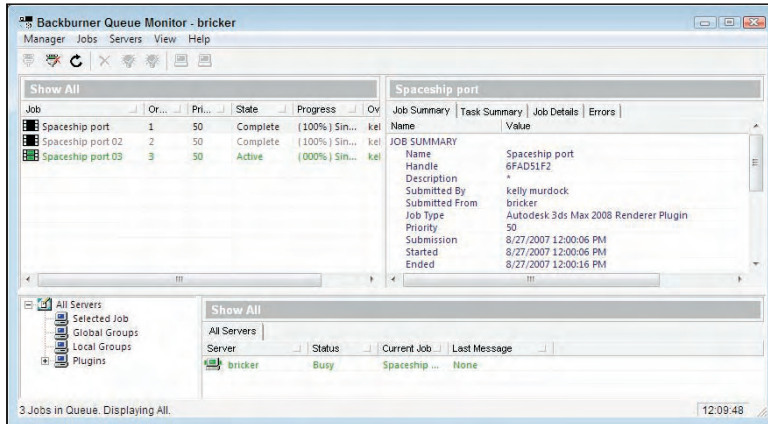 Backburner Queue Monitor - bricker
Manager Jobs Servers View Help
Show All
Job Or... Pri... State Progress Ov
Spaceship port 1 50 Complete (100%) Sin... kel
Spaceship port 02 2 50 Complete (100%) Sin... kel
Spaceship port 03 3 50 Active (000%) Sin... kel
Spaceship port
Job Summary Task Summary Job Details Errors
Name Value
JOB SUMMARY
Name Spaceship port
Handle 6FAD51F2
Description *
Submitted By kelly murdock
Submitted From bricker
Job Type Autodesk 3ds Max 2008 Renderer Plugin
Priority 50
Submission 8/27/2007 12:00:06 PM
Started 8/27/2007 12:00:06 PM
Ended 8/27/2007 12:00:16 PM
All Servers
Selected Job
Global Groups
Local Groups
Plugins
Show All
All Servers
Server Status Current Job Last Message
bricker Busy Spaceship ... None
3 Jobs in Queue. Displaying All.
12:09:48